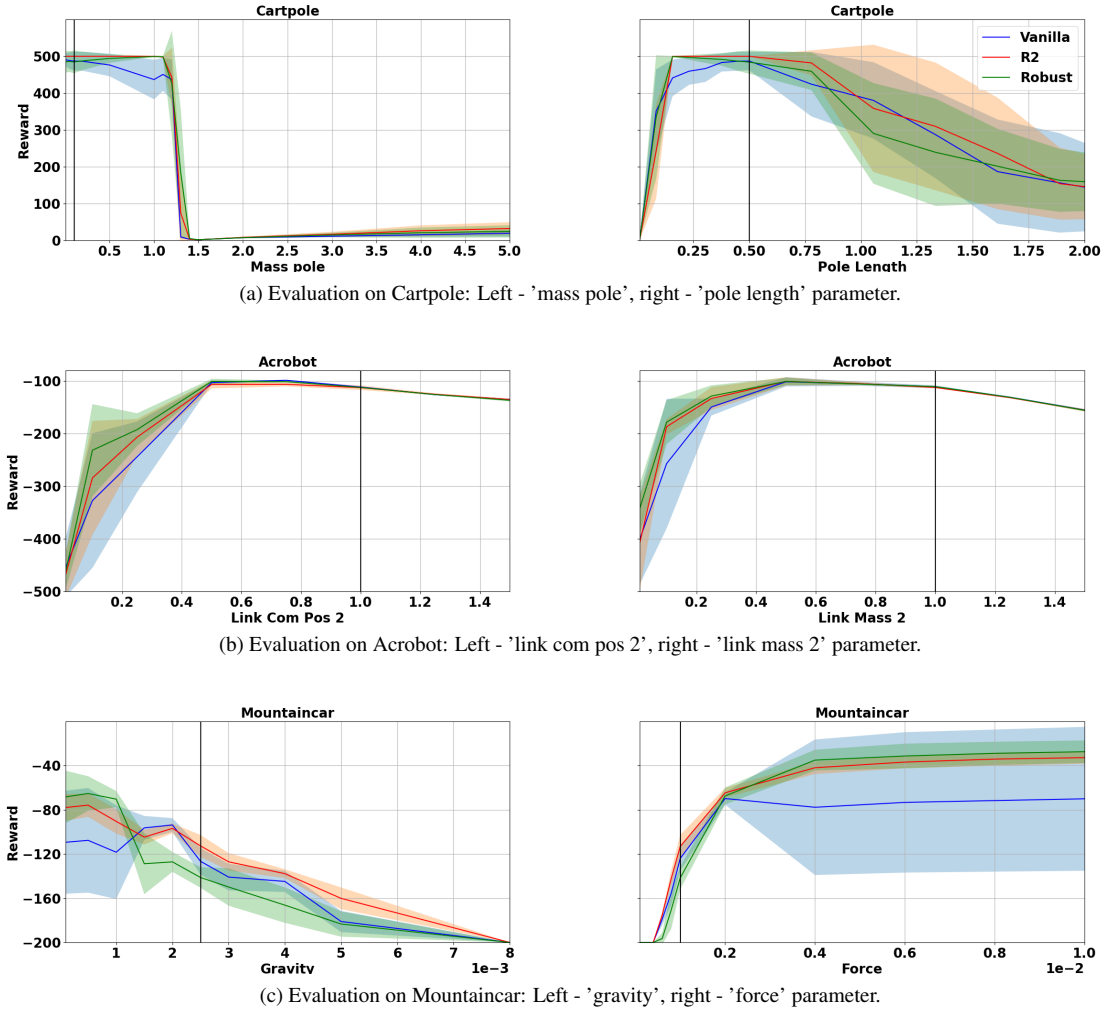 Cartpole
500
400
300
200
100
0
Reward
0.5 1.0 1.5 2.0 2.5 3.0 3.5 4.0 4.5 5.0
Mass pole
Cartpole
Vanilla
R2
Robust
0.25 0.50 0.75 1.00 1.25 1.50 1.75 2.00
Pole Length
(a) Evaluation on Cartpole: Left - ’mass pole’, right - ’pole length’ parameter.
Acrobot
−100
−200
−300
−400
−500
Reward
0.2 0.4 0.6 0.8 1.0 1.2 1.4
Link Com Pos 2
Acrobot
0.2 0.4 0.6 0.8 1.0 1.2 1.4
Link Mass 2
(b) Evaluation on Acrobot: Left - ’link com pos 2’, right - ’link mass 2’ parameter.
Mountaincar
−40
−80
−120
−160
−200
Reward
1 2 3 4 5 6 7 8
Gravity 1e−3
Mountaincar
0.2 0.4 0.6 0.8 1.0
Force 1e−2
(c) Evaluation on Mountaincar: Left - ’gravity’, right - ’force’ parameter.